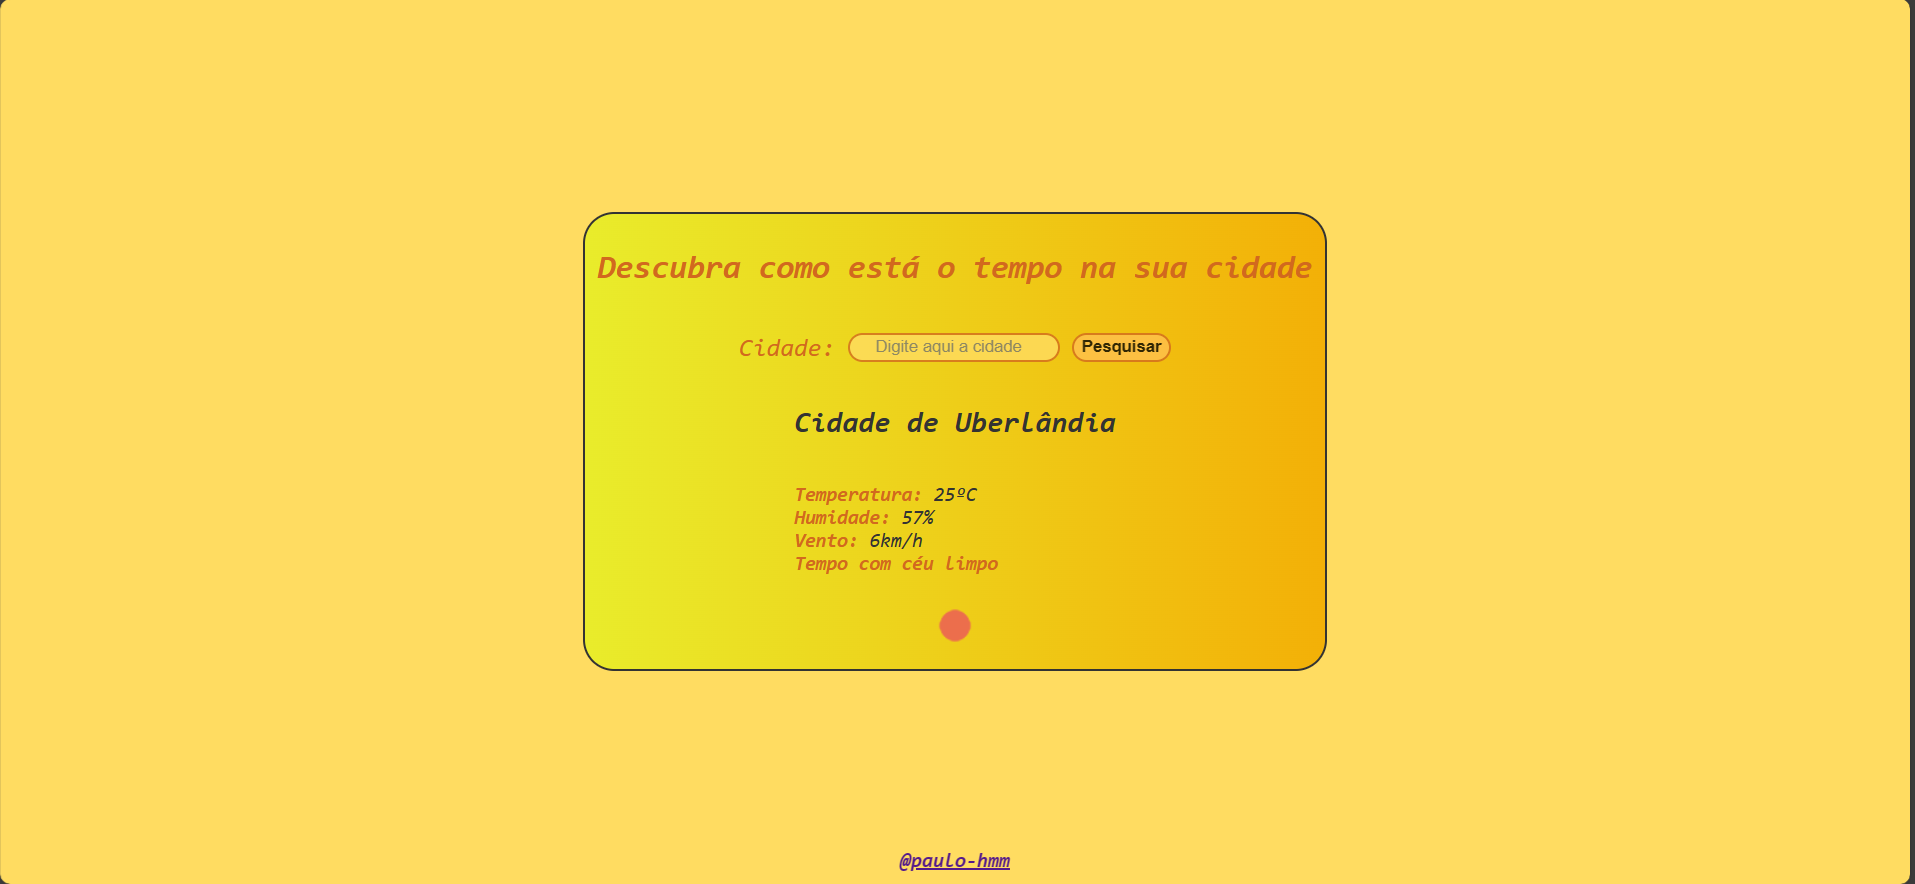 Descubra como está o tempo na sua cidade
Cidade: Digite aqui a cidade Pesquisar
Cidade de Uberlândia
Temperatura: 25ºC
Humidade: 57%
Vento: 6km/h
Tempo com céu limpo
@paulo-hmm